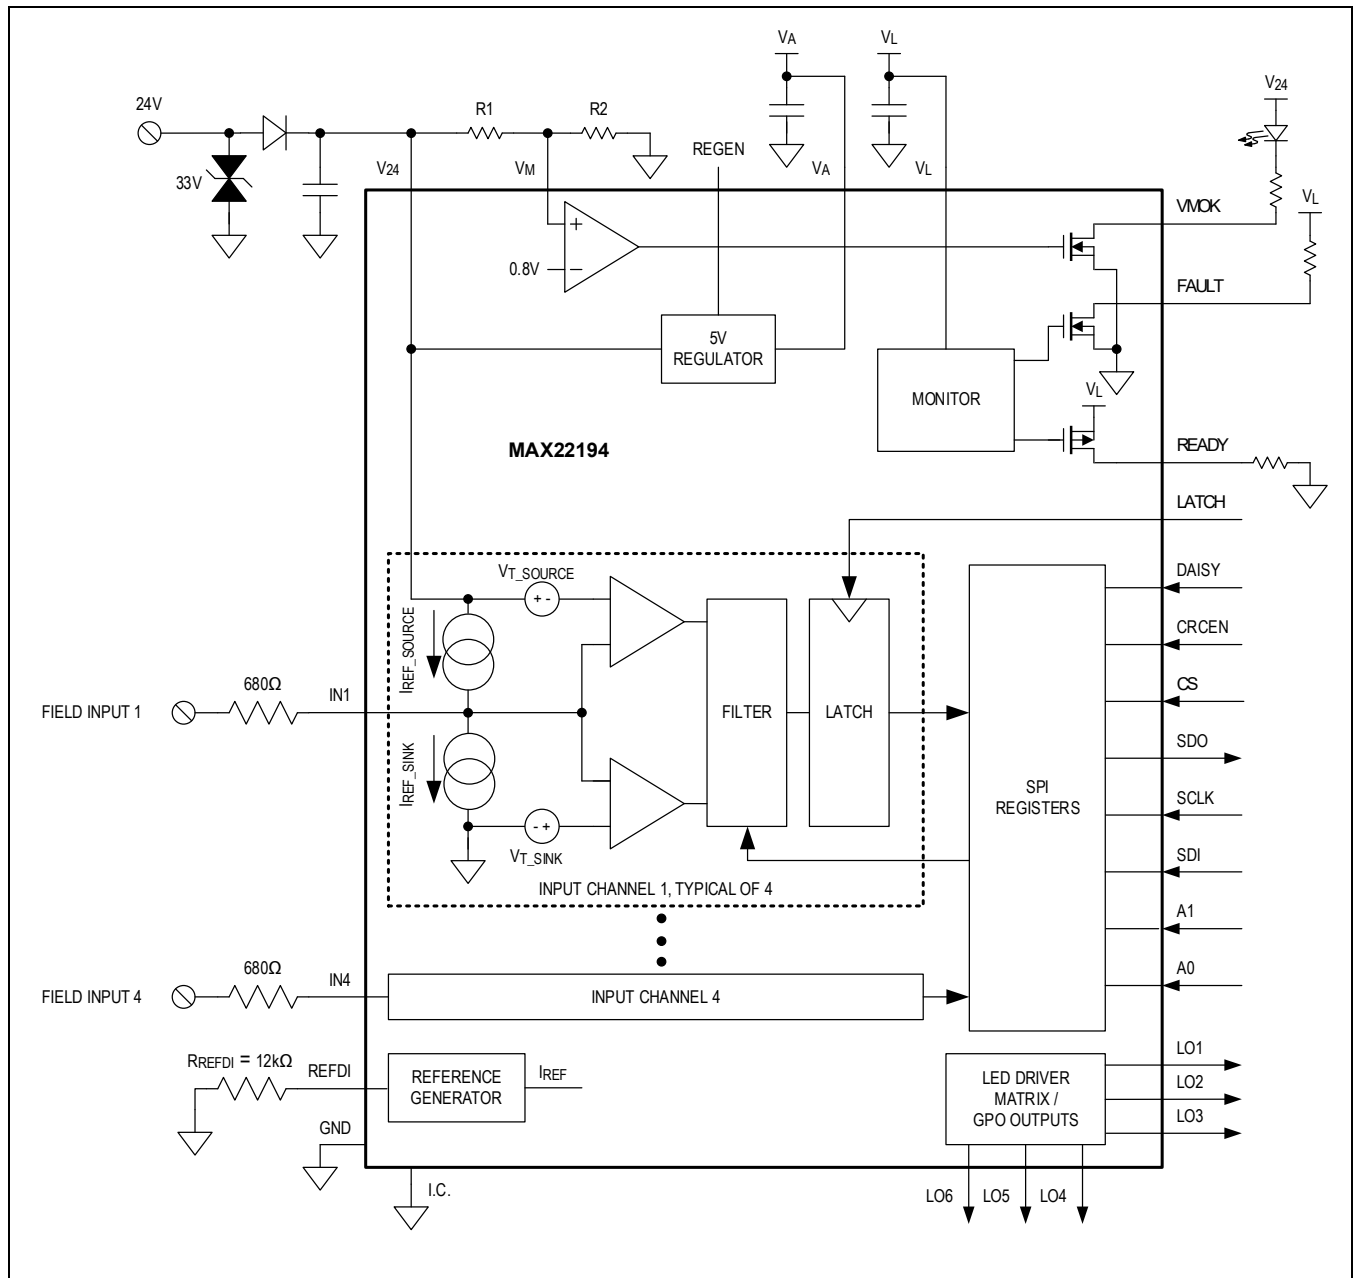 VA
VL
V24
24V
R1
R2
REGEN
33V
V24
VM
VA
VL
VL
VMOK
0.8V
FAULT
5V
REGULATOR
MONITOR
VL
MAX22194
READY
LATCH
VT_SOURCE
DAISY
IREF_SOURCE
CRCEN
680Ω
IN1
CS
FIELD INPUT 1
FILTER
LATCH
SDO
IREF_SINK
SPI
REGISTERS
SCLK
VT_SINK
SDI
INPUT CHANNEL 1, TYPICAL OF 4
A1
680Ω
IN4
A0
FIELD INPUT 4
INPUT CHANNEL 4
RREFDI = 12kΩ
REFDI
REFERENCE
GENERATOR
IREF
LED DRIVER
MATRIX /
GPO OUTPUTS
LO1
LO2
LO3
GND
I.C.
LO6
LO5
LO4